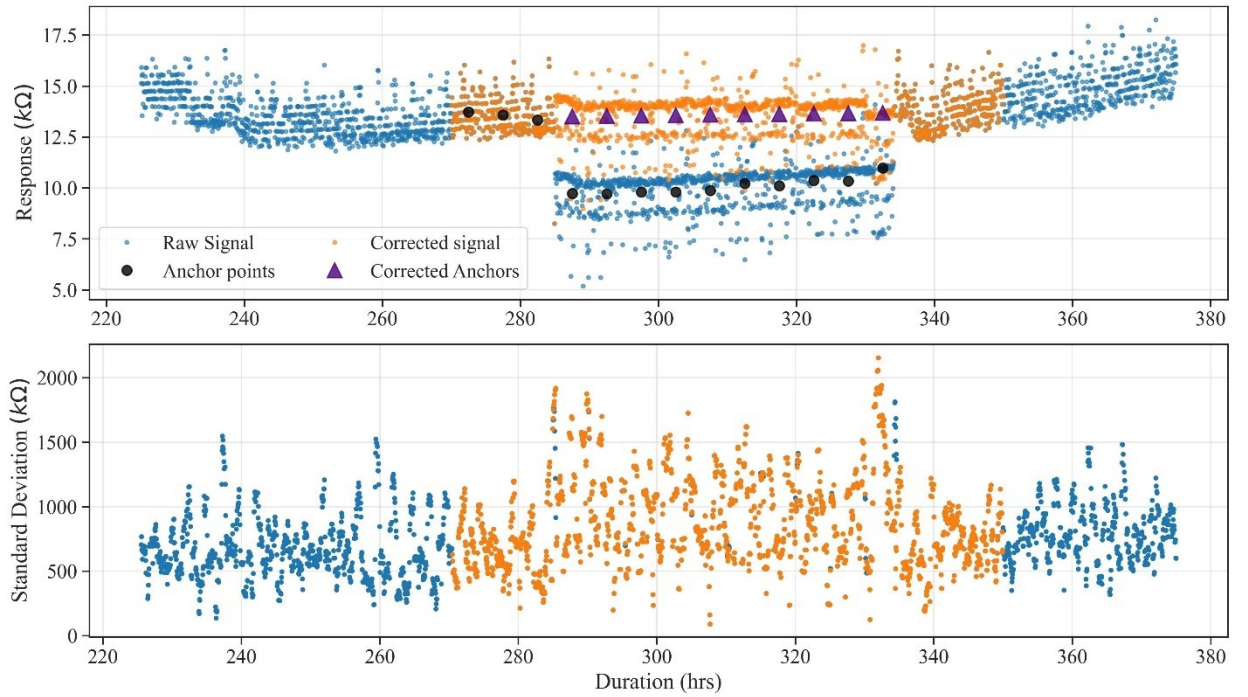 Response (kΩ)
17.5
15.0
12.5
10.0
7.5
5.0
Raw Signal
Corrected signal
Anchor points
Corrected Anchors
220 240 260 280 300 320 340 360 380
Standard Deviation (kΩ)
2000
1500
1000
500
0
220 240 260 280 300 320 340 360 380
Duration (hrs)